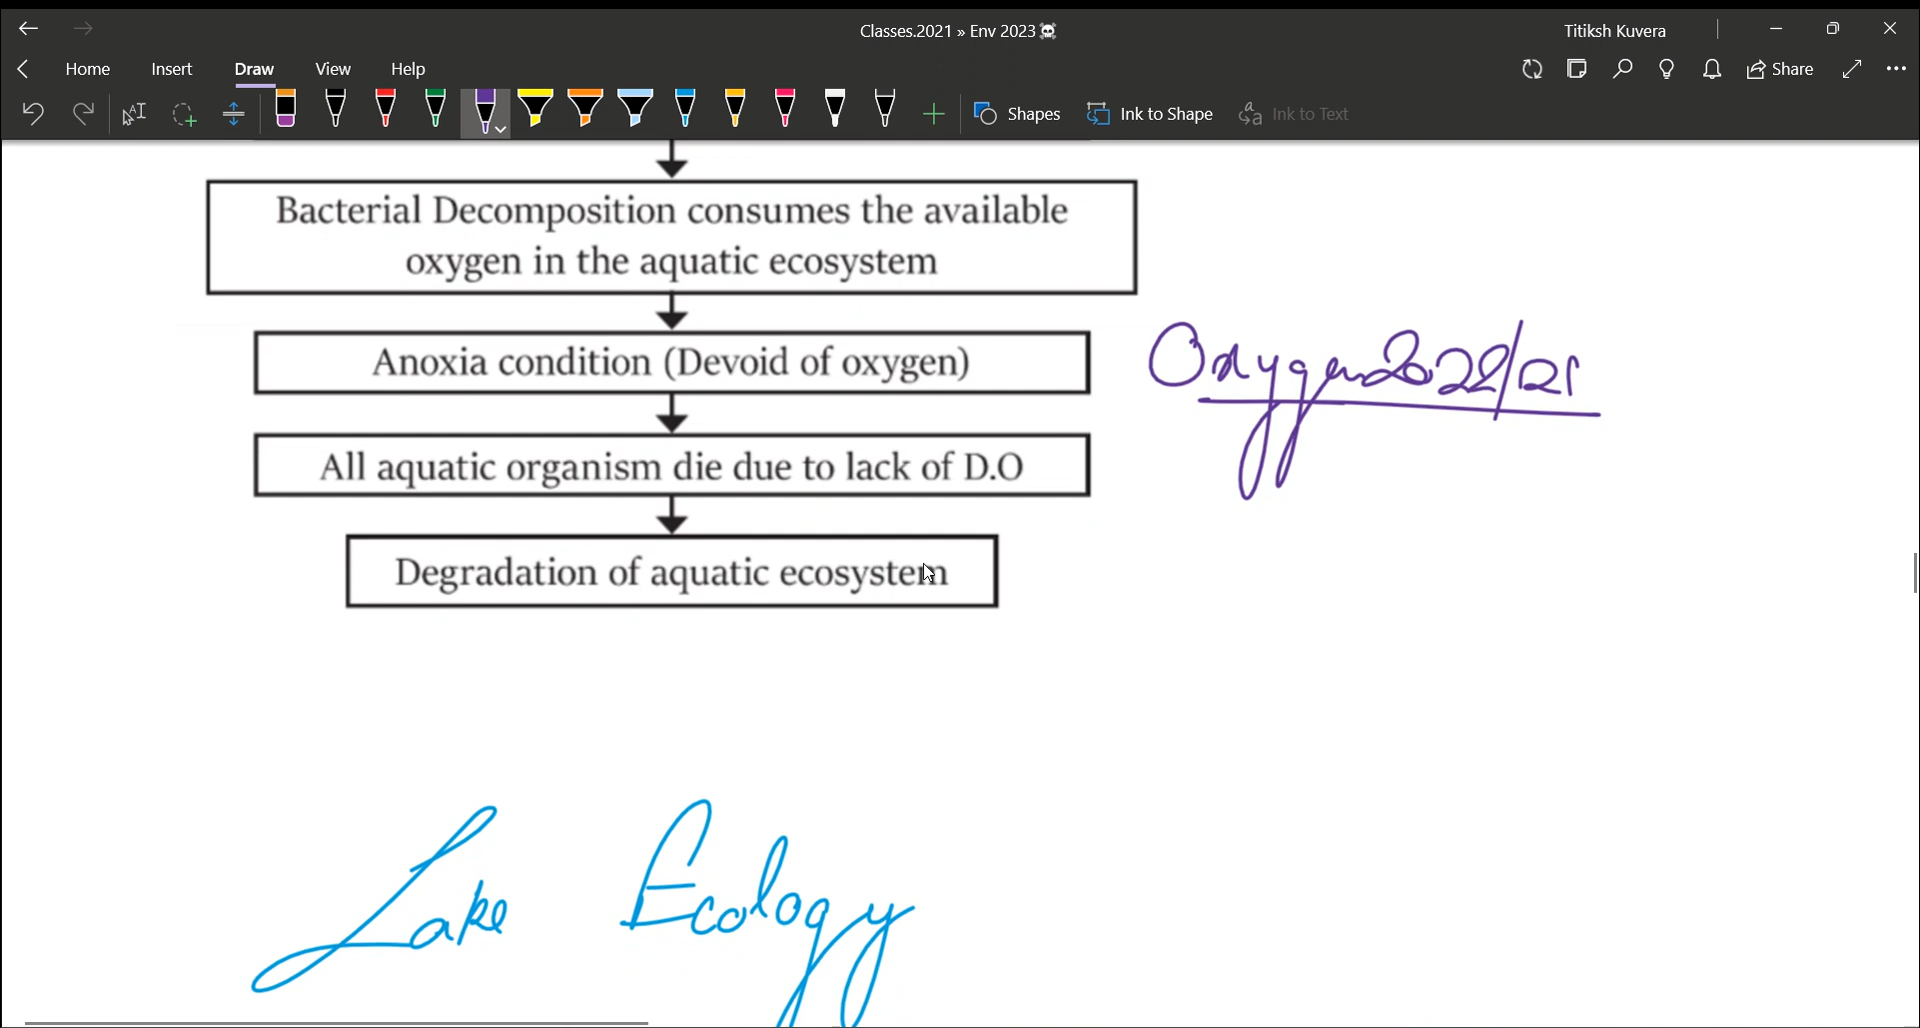 Classes.2021 » Env 2023☠
Titiksh Kuvera
Home Insert Draw View Help
Share
Shapes Ink to Shape Ink to Text
Bacterial Decomposition consumes the available
oxygen in the aquatic ecosystem
Anoxia condition (Devoid of oxygen)
Oxygen 2022/21
All aquatic organism die due to lack of D.O
Degradation of aquatic ecosystem
Lake Ecology